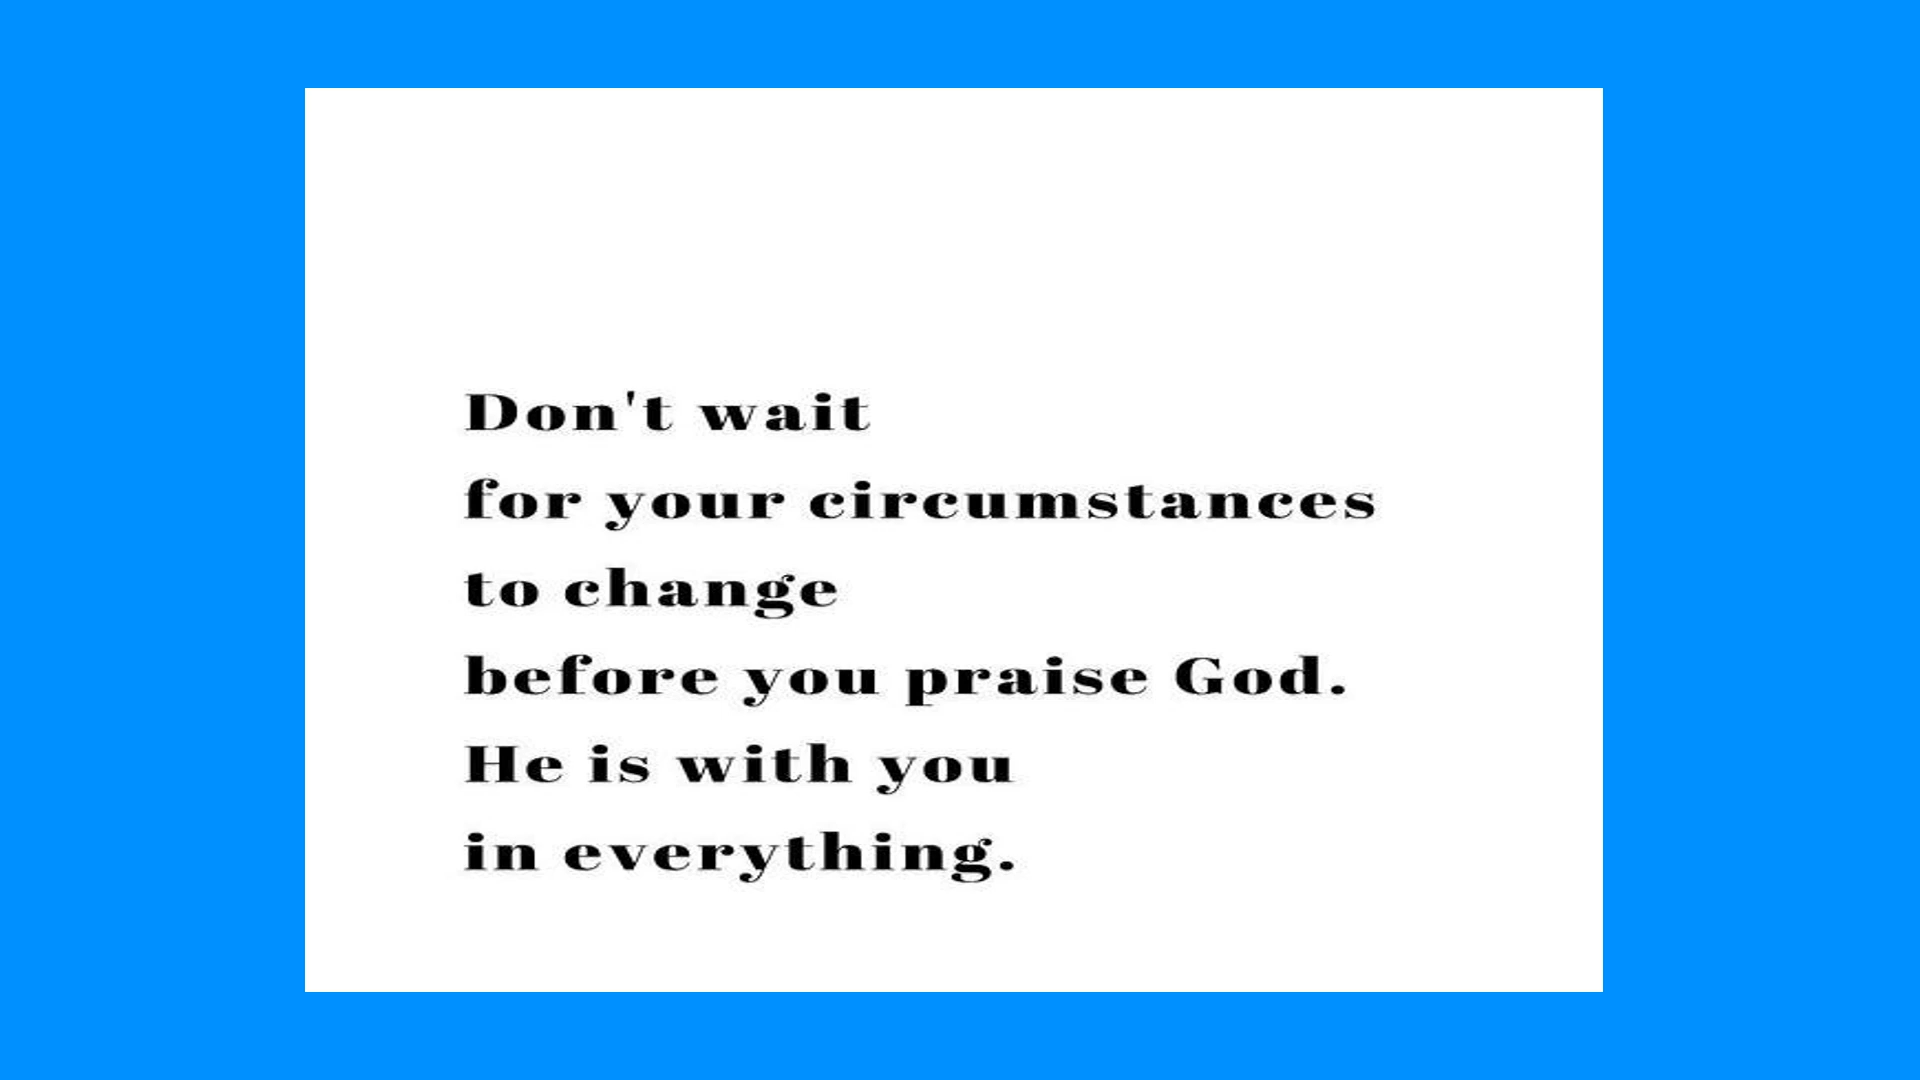 Don't wait
for your circumstances
to change
before you praise God.
He is with you
in everything.